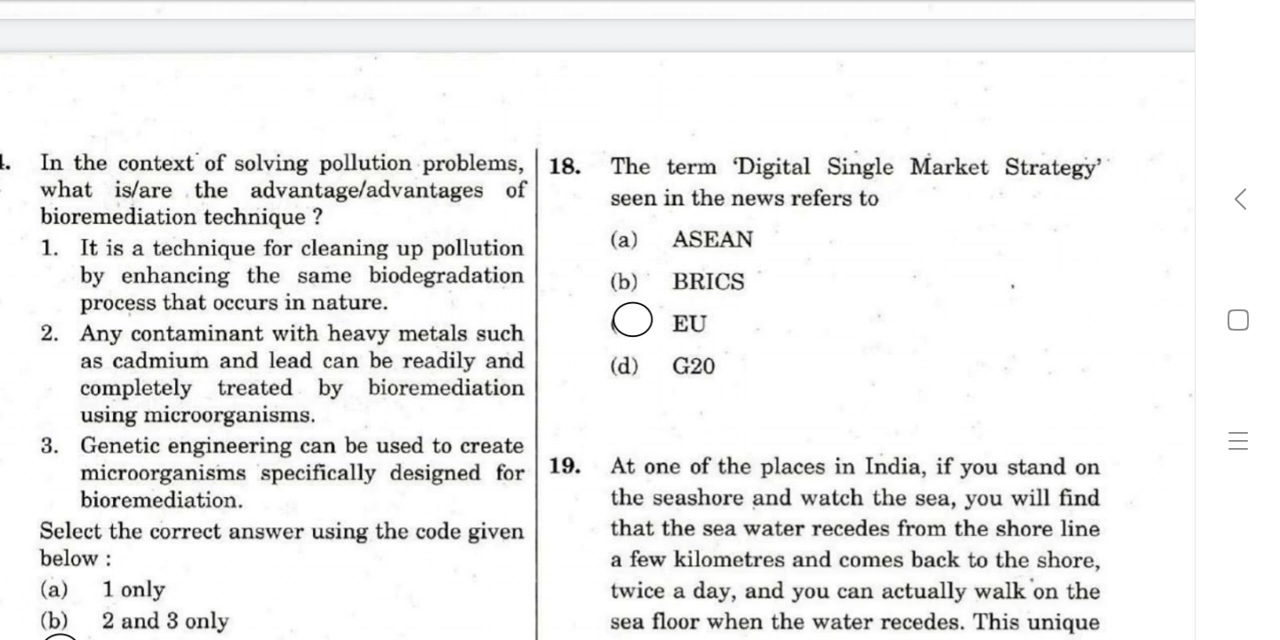 In the context of solving pollution problems,
what is/are the advantage/advantages of
bioremediation technique ?
1. It is a technique for cleaning up pollution
by enhancing the same biodegradation
process that occurs in nature.
2. Any contaminant with heavy metals such
as cadmium and lead can be readily and
completely treated by bioremediation
using microorganisms.
3. Genetic engineering can be used to create
microorganisms specifically designed for
bioremediation.
Select the correct answer using the code given
below :
(a) 1 only
(b) 2 and 3 only
18. The term ‘Digital Single Market Strategy’
seen in the news refers to
(a) ASEAN
(b) BRICS
EU
(d) G20
19. At one of the places in India, if you stand on
the seashore and watch the sea, you will find
that the sea water recedes from the shore line
a few kilometres and comes back to the shore,
twice a day, and you can actually walk on the
sea floor when the water recedes. This unique